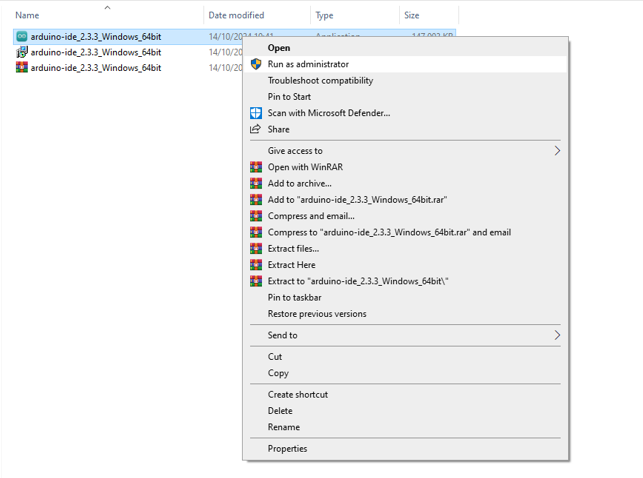 Name Date modified Type Size
arduino-ide_2.3.3_Windows_64bit 14/10/2024 10:41 Application 147,993 KB
arduino-ide_2.3.3_Windows_64bit 14/10/20
arduino-ide_2.3.3_Windows_64bit 14/10/20
Open
Run as administrator
Troubleshoot compatibility
Pin to Start
Scan with Microsoft Defender...
Share
Give access to
Open with WinRAR
Add to archive...
Add to "arduino-ide_2.3.3_Windows_64bit.rar"
Compress and email...
Compress to "arduino-ide_2.3.3_Windows_64bit.rar" and email
Extract files...
Extract Here
Extract to "arduino-ide_2.3.3_Windows_64bit\"
Pin to taskbar
Restore previous versions
Send to
Cut
Copy
Create shortcut
Delete
Rename
Properties